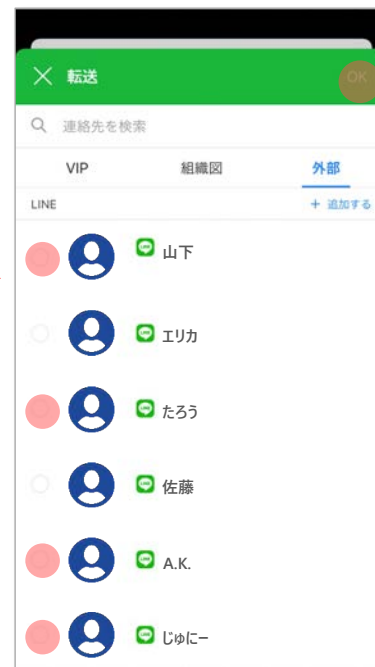 転送 OK
連絡先を検索
VIP 組織図 外部
LINE + 追加する
山下
エリカ
たろう
佐藤
A.K.
じゅにー